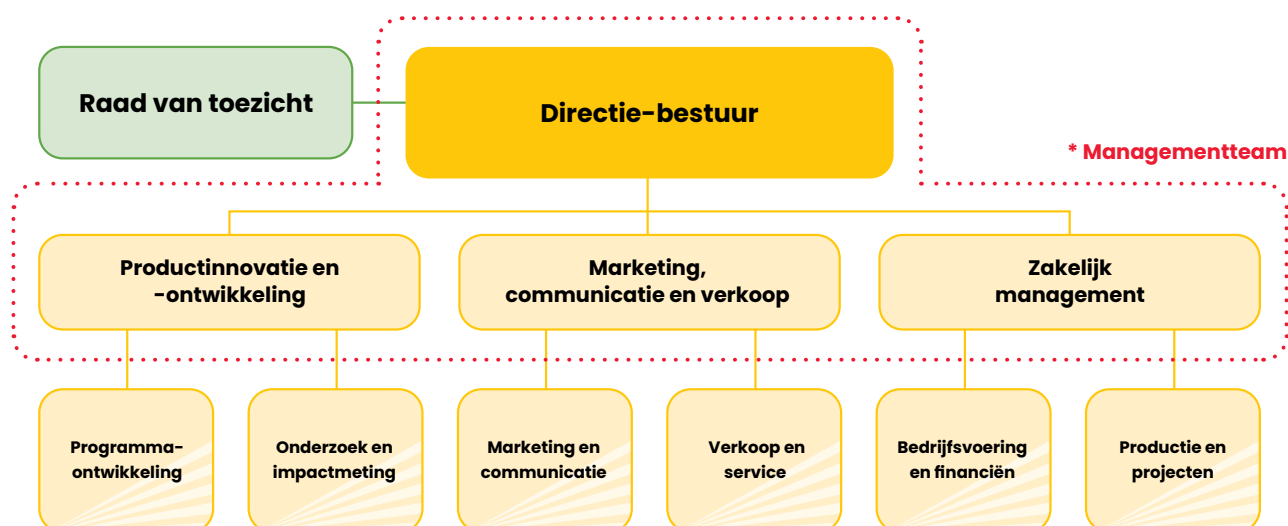 Raad van toezicht
Directie-bestuur
* Managementteam
Productinnovatie en
-ontwikkeling
Marketing,
communicatie en verkoop
Zakelijk
management
Programma-
ontwikkeling
Onderzoek en
impactmeting
Marketing en
communicatie
Verkoop en
service
Bedrijfsvoering
en financiën
Productie en
projecten